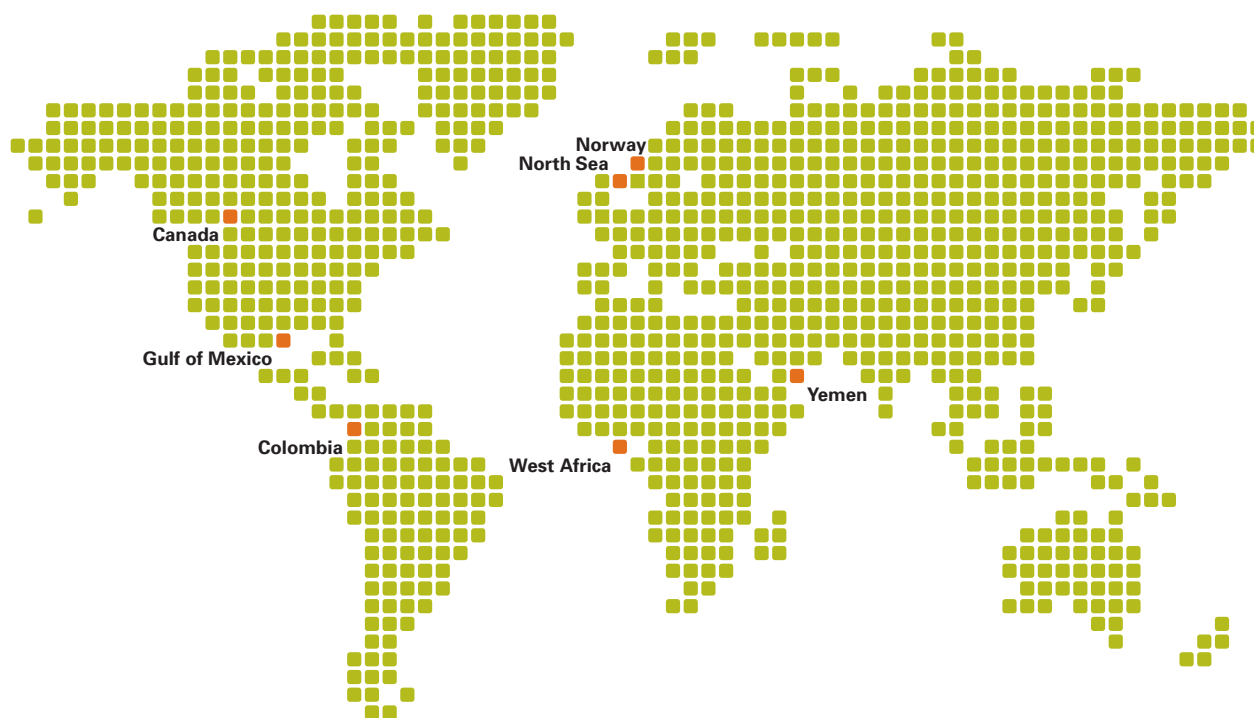 Norway
North Sea
Canada
Gulf of Mexico
Yemen
Colombia
West Africa